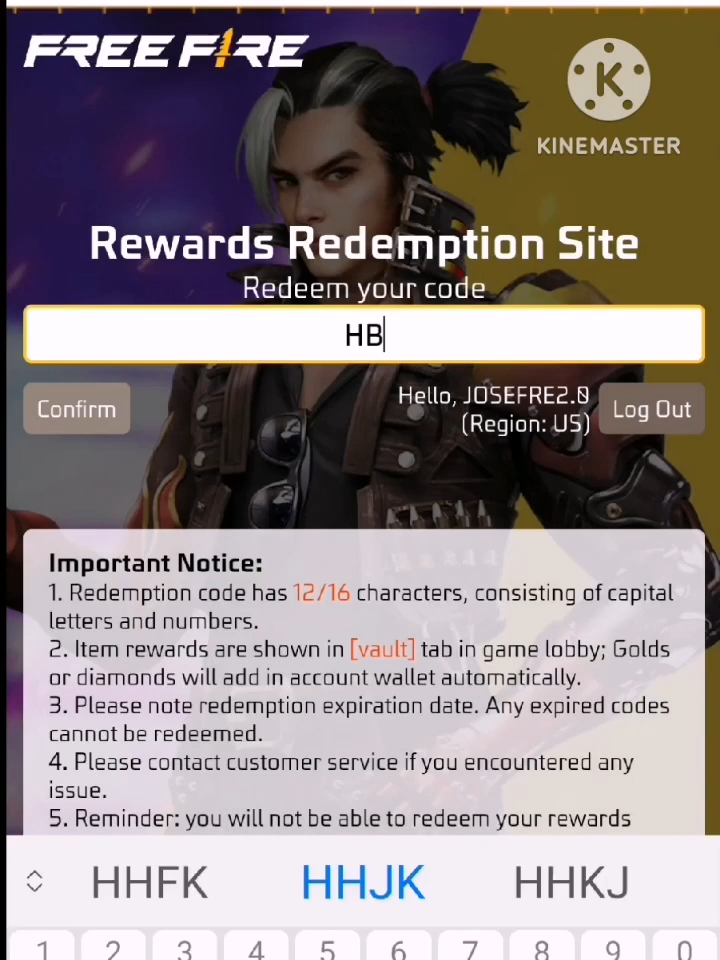 FREE FIRE
KINEMASTER
Rewards Redemption Site
Redeem your code
HB
Confirm
Hello, JOSEFRE2.0
(Region: US)
Log Out
Important Notice:
1. Redemption code has 12/16 characters, consisting of capital
letters and numbers.
2. Item rewards are shown in [vault] tab in game lobby; Golds
or diamonds will add in account wallet automatically.
3. Please note redemption expiration date. Any expired codes
cannot be redeemed.
4. Please contact customer service if you encountered any
issue.
5. Reminder: you will not be able to redeem your rewards
HHFK HHJK HHKJ
1 2 3 4 5 6 7 8 9 0